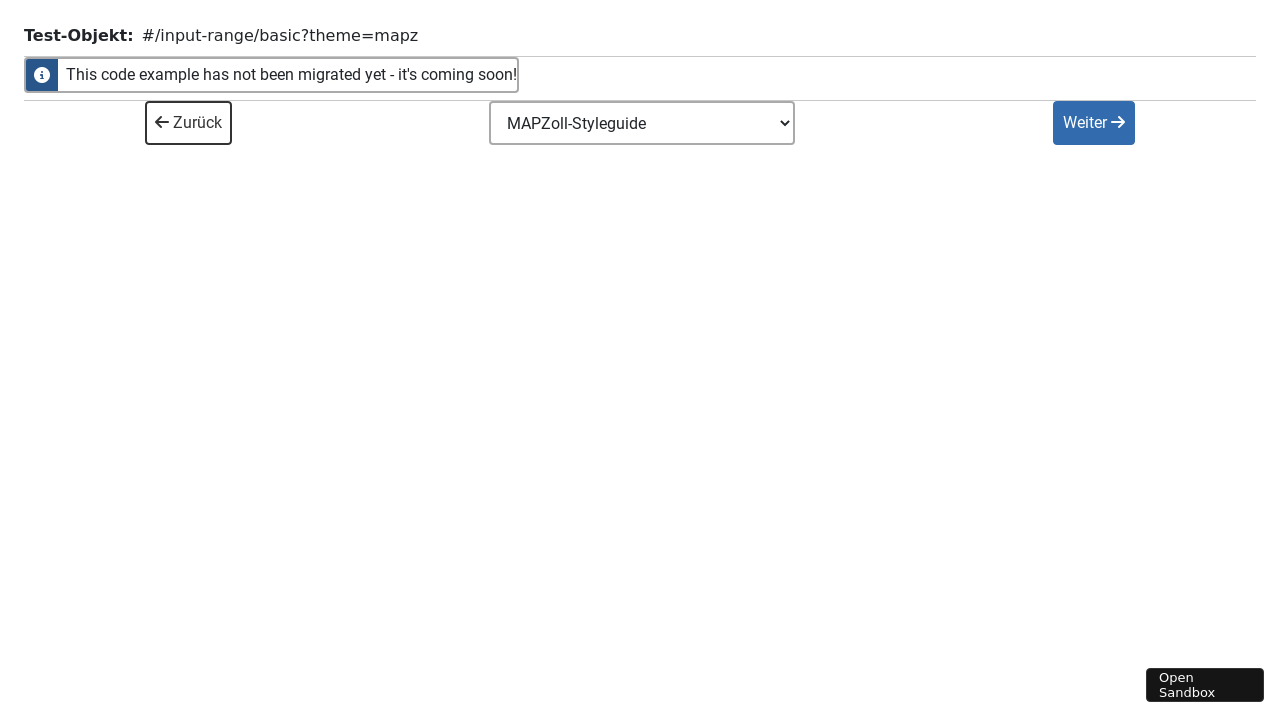 Test-Objekt: #/input-range/basic?theme=mapz
This code example has not been migrated yet - it's coming soon!
Zurück
MAPZoll-Styleguide
Weiter
Open
Sandbox